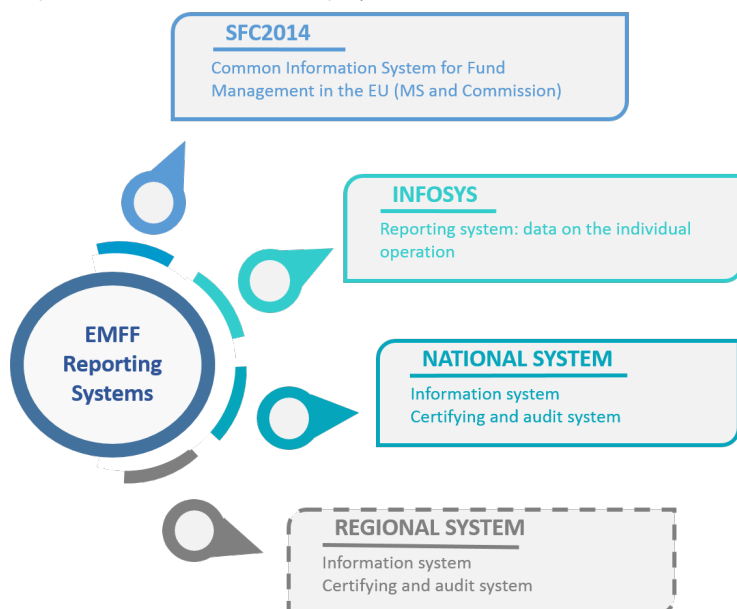 SFC2014
Common Information System for Fund
Management in the EU (MS and Commission)
INFOSYS
Reporting system: data on the individual
operation
EMFF
Reporting
Systems
NATIONAL SYSTEM
Information system
Certifying and audit system
REGIONAL SYSTEM
Information system
Certifying and audit system